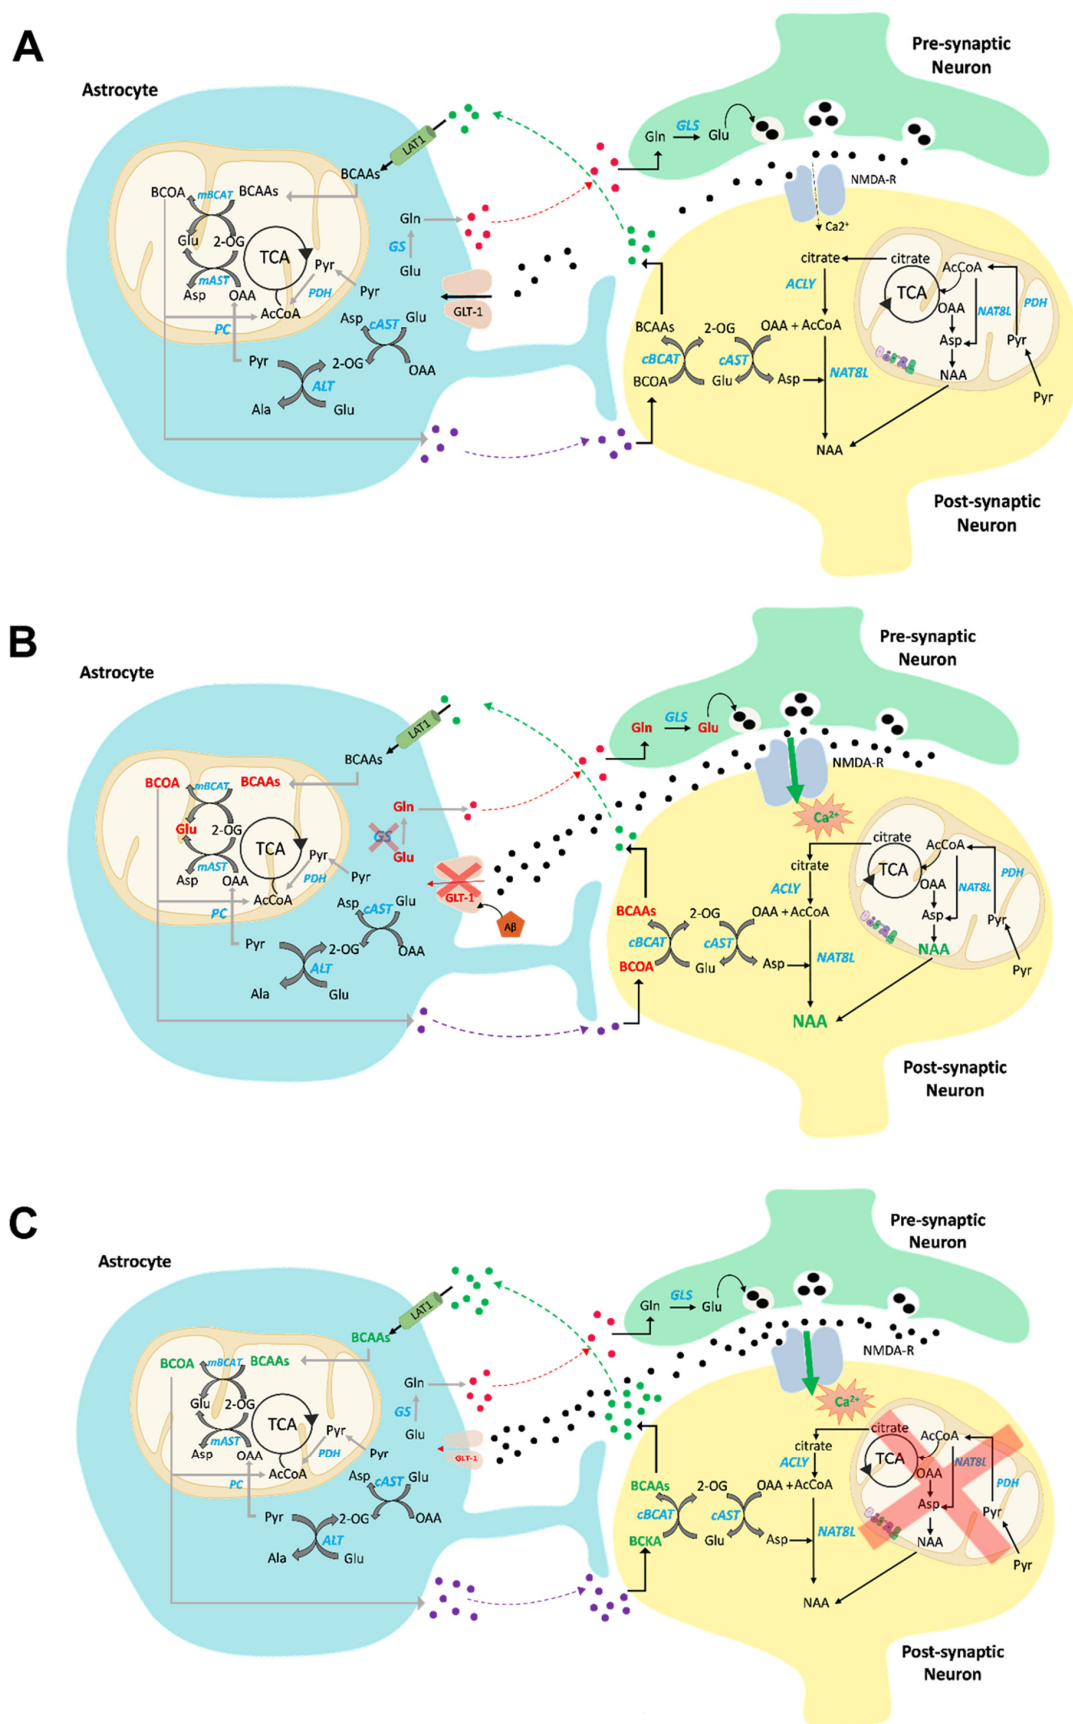 A
Pre-synaptic
Neuron
Astrocyte
LAT1
Gln
GLS
Glu
BCAAs
NMDA-R
BCOA
mBCAT
BCAAs
Gln
Ca2+
Glu
2-OG
TCA
Pyr
GS
Glu
citrate
citrate
AcCoA
mAST
Asp
OAA
PDH
Pyr
GLT-1
ACLY
TCA
OAA
NAT8L
PDH
AcCoA
PC
Asp
cAST
Glu
BCAAs
2-OG
OAA + AcCoA
Asp
Pyr
Pyr
2-OG
OAA
cBCAT
cAST
NAT8L
NAA
ALT
BCOA
Glu
Asp
Pyr
Ala
Glu
NAA
Post-synaptic
Neuron
B
Pre-synaptic
Neuron
Astrocyte
LAT1
Gln
GLS
Glu
BCAAs
NMDA-R
BCOA
mBCAT
BCAAs
Gln
Ca2+
Glu
2-OG
TCA
Pyr
GS
Glu
citrate
citrate
AcCoA
mAST
Asp
OAA
PDH
Pyr
GLT-1
ACLY
TCA
OAA
NAT8L
PDH
AcCoA
PC
Asp
cAST
Glu
Aβ
BCAAs
2-OG
OAA +AcCoA
Asp
Pyr
Pyr
2-OG
OAA
cBCAT
cAST
NAT8L
NAA
ALT
BCOA
Glu
Asp
Pyr
Ala
Glu
NAA
Post-synaptic
Neuron
C
Pre-synaptic
Neuron
Astrocyte
LAT1
Gln
GLS
Glu
BCAAs
NMDA-R
BCOA
mBCAT
BCAAs
Gln
Ca2+
Glu
2-OG
TCA
Pyr
GS
Glu
citrate
citrate
AcCoA
mAST
Asp
OAA
PDH
Pyr
GLT-1
ACLY
TCA
OAA
NAT8L
PDH
AcCoA
PC
Asp
cAST
Glu
BCAAs
2-OG
OAA +AcCoA
Asp
Pyr
Pyr
2-OG
OAA
cBCAT
cAST
NAT8L
NAA
ALT
BCKA
Glu
Asp
Pyr
Ala
Glu
NAA
Post-synaptic
Neuron